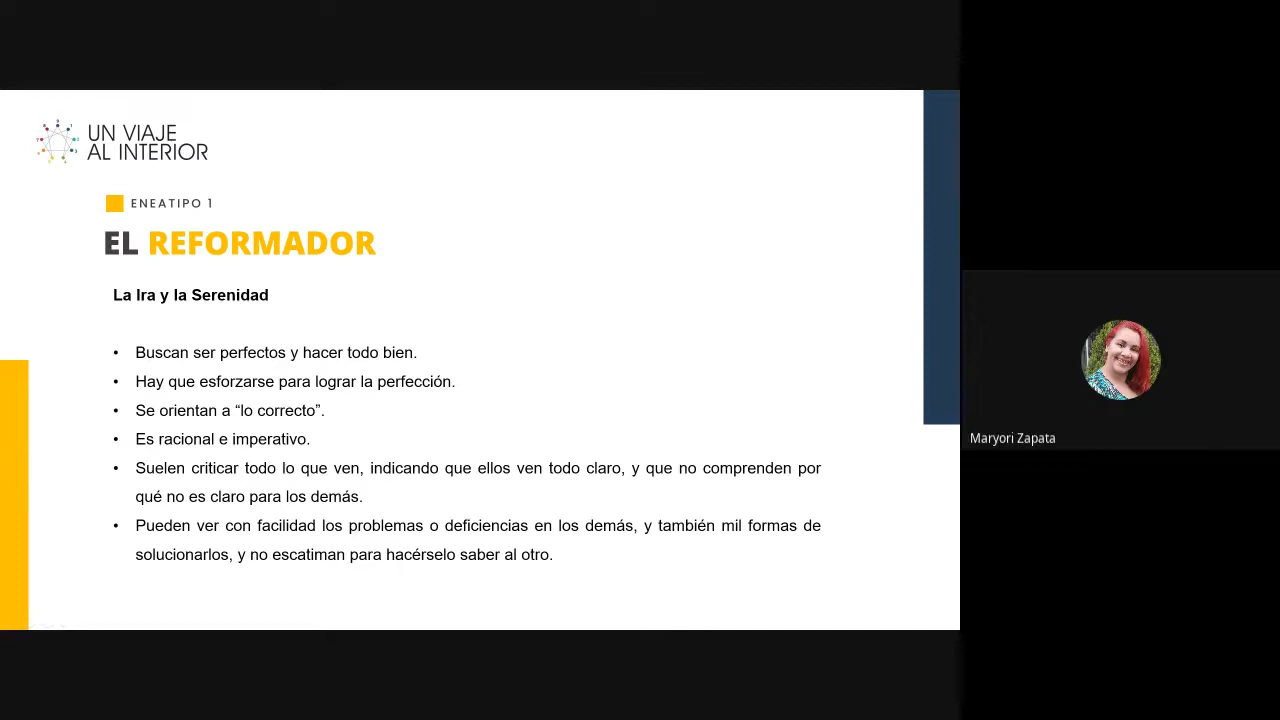 UN VIAJE
AL INTERIOR
ENEATIPO 1
EL REFORMADOR
La Ira y la Serenidad
• Buscan ser perfectos y hacer todo bien.
• Hay que esforzarse para lograr la perfección.
• Se orientan a “lo correcto”.
• Es racional e imperativo.
• Suelen criticar todo lo que ven, indicando que ellos ven todo claro, y que no comprenden por
qué no es claro para los demás.
• Pueden ver con facilidad los problemas o deficiencias en los demás, y también mil formas de
solucionarlos, y no escatiman para hacérselo saber al otro.
Maryori Zapata